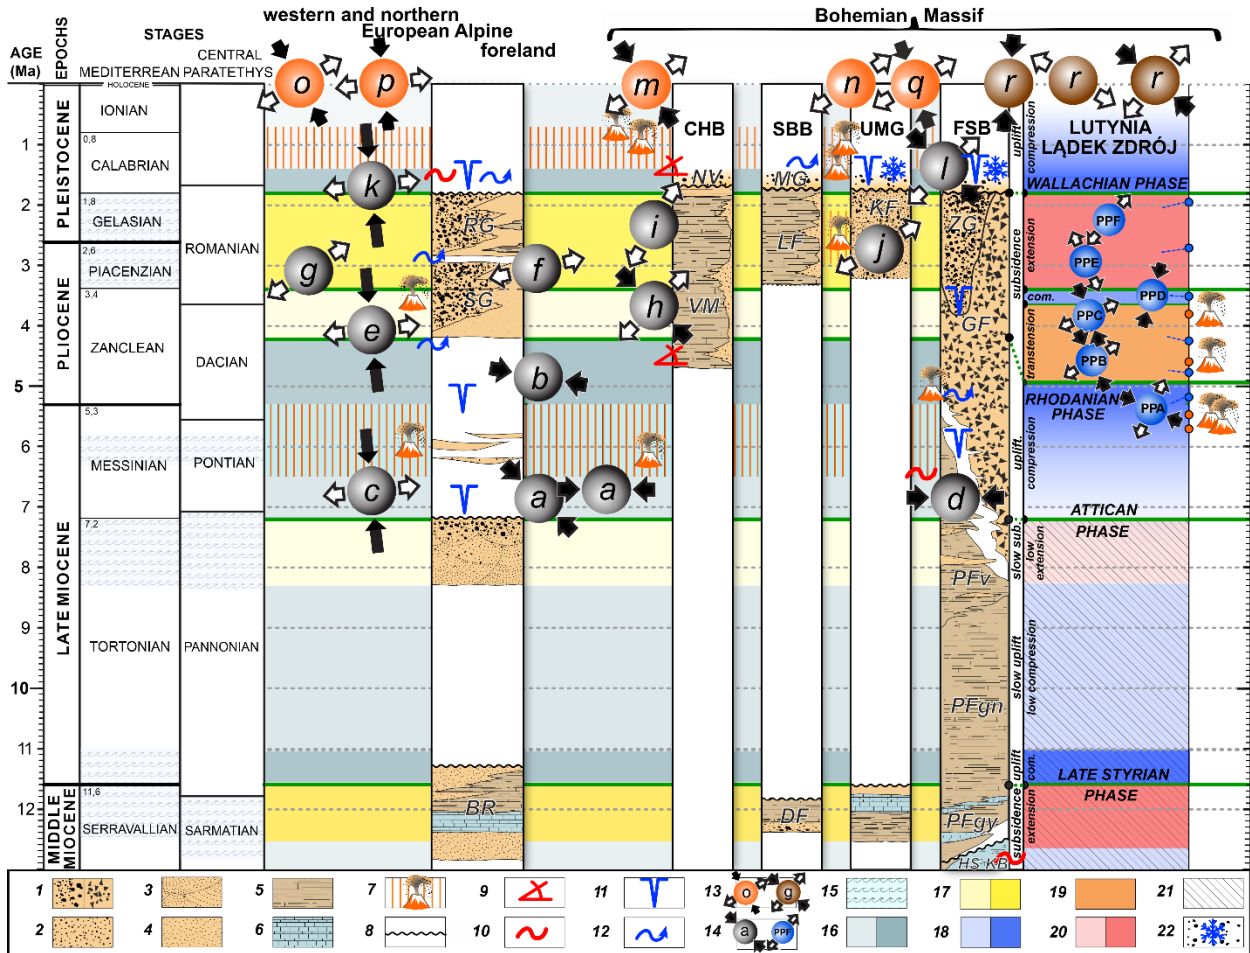 western and northern
European Alpine
foreland
Bohemian Massif
AGE
(Ma)
EPOCHS
STAGES
MEDITERREAN
CENTRAL
PARATETHYS
HOLOCENE
PLEISTOCENE
PLIOCENE
LATE MIOCENE
MIDDLE
MIOCENE
1
2
3
4
5
6
7
8
9
10
11
12
IONIAN
0,8
CALABRIAN
1,8
GELASIAN
2,6
PIACENZIAN
3,4
ZANCLEAN
5,3
MESSINIAN
7,2
TORTONIAN
11,6
SERRAVALLIAN
ROMANIAN
DACIAN
PONTIAN
PANNONIAN
SARMATIAN
o
p
m
n
q
r
r
r
k
g
e
c
f
b
a
a
i
h
j
l
d
RG
SG
BR
CHB
NV
VM
SBB
MG
LF
DF
UMG
KF
FSB
ZG
GF
PFv
PFgn
PFgy
HS KB
uplift
compression
subsidence
extension
com.
transtension
uplift.
compression
slow sub.
low
extension
slow uplift
low compression
uplift
com.
subsidence
extension
LUTYNIA
LĄDEK ZDRÓJ
WALLACHIAN PHASE
PPF
PPE
PPD
PPC
PPB
PPA
RHODANIAN
PHASE
ATTICAN
PHASE
LATE STYRIAN
PHASE
1
2
3
4
5
6
7
8
9
10
11
12
13
o
g
14
a
PPF
15
16
17
18
19
20
21
22